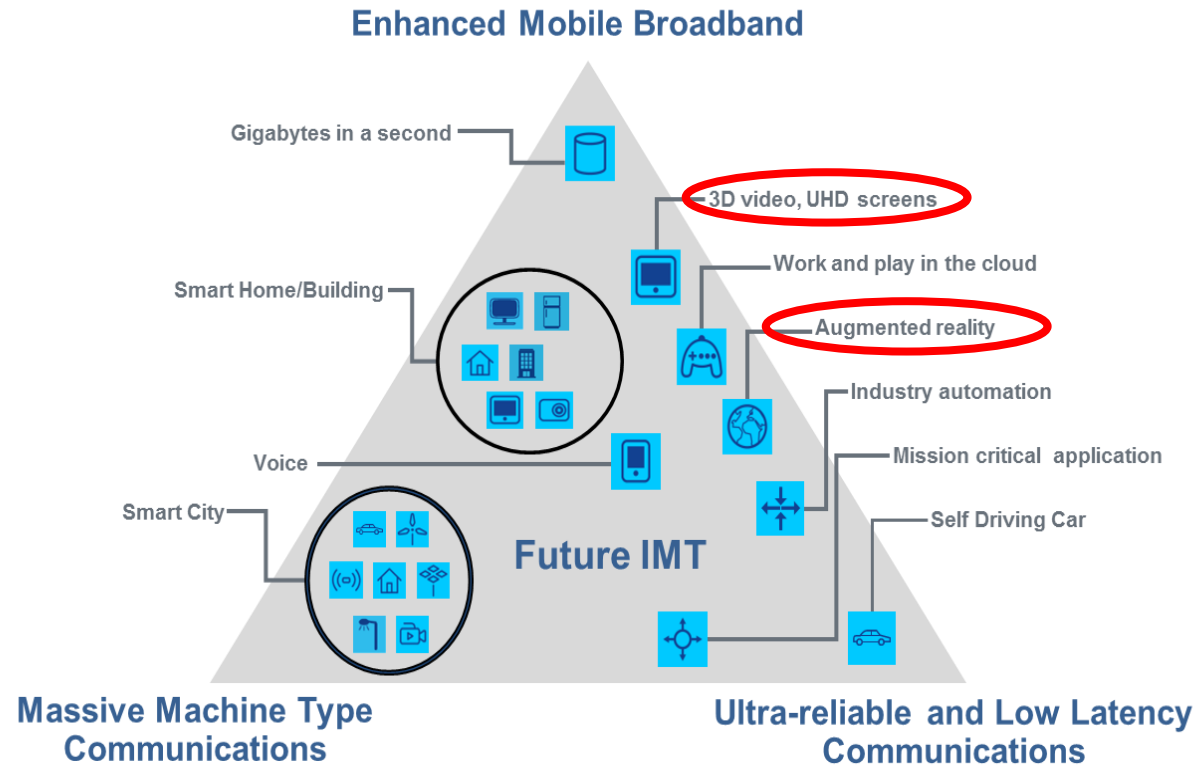 Enhanced Mobile Broadband
Gigabytes in a second
3D video, UHD screens
Work and play in the cloud
Smart Home/Building
Augmented reality
Industry automation
Voice
Mission critical application
Smart City
Self Driving Car
Future IMT
Massive Machine Type
Communications
Ultra-reliable and Low Latency
Communications